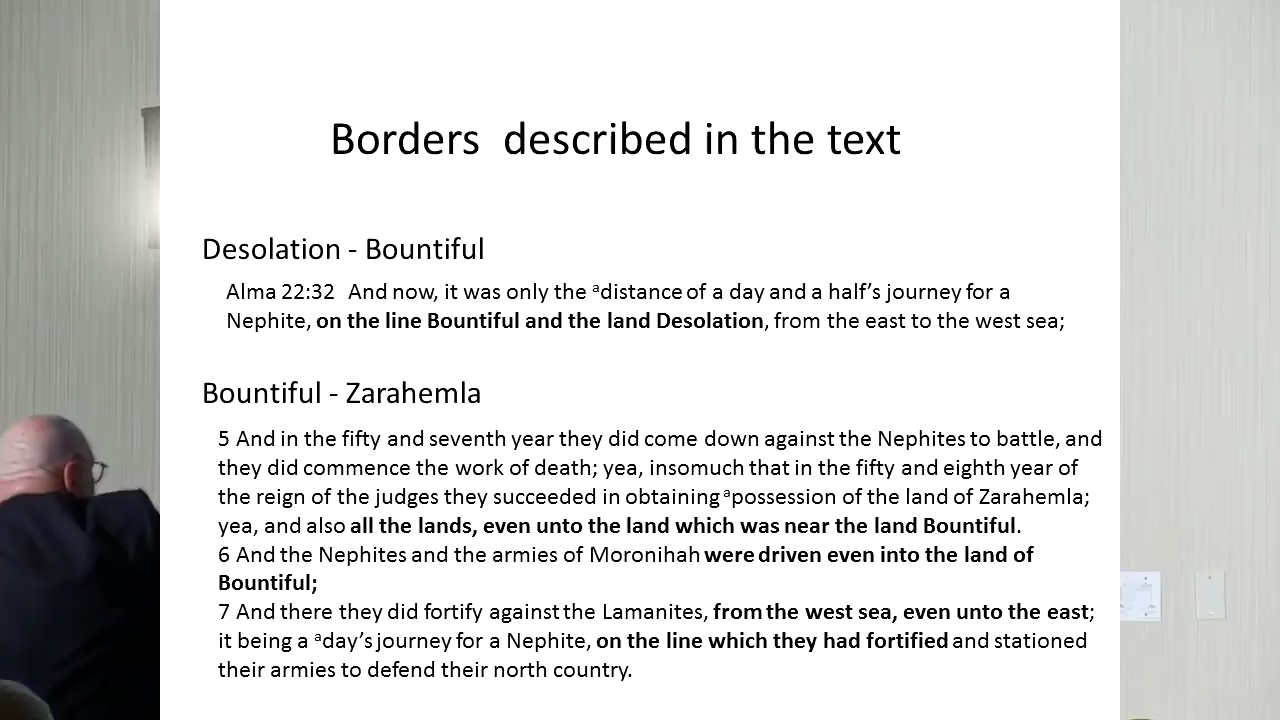 Borders  described in the text
Desolation - Bountiful
Alma 22:32  And now, it was only the ᵃdistance of a day and a half’s journey for a
Nephite, on the line Bountiful and the land Desolation, from the east to the west sea;
Bountiful - Zarahemla
5 And in the fifty and seventh year they did come down against the Nephites to battle, and
they did commence the work of death; yea, insomuch that in the fifty and eighth year of
the reign of the judges they succeeded in obtaining ᵃpossession of the land of Zarahemla;
yea, and also all the lands, even unto the land which was near the land Bountiful.
6 And the Nephites and the armies of Moronihah were driven even into the land of
Bountiful;
7 And there they did fortify against the Lamanites, from the west sea, even unto the east;
it being a ᵃday’s journey for a Nephite, on the line which they had fortified and stationed
their armies to defend their north country.